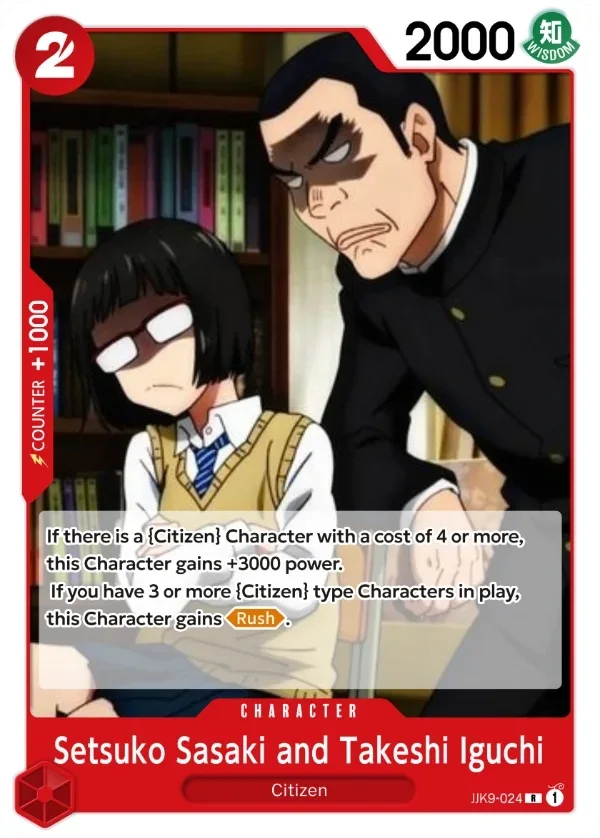 2
2000
知
WISDOM
COUNTER +1000
If there is a {Citizen} Character with a cost of 4 or more,
this Character gains +3000 power.
If you have 3 or more {Citizen} type Characters in play,
this Character gains Rush.
CHARACTER
Setsuko Sasaki and Takeshi Iguchi
Citizen
JJK9-024 R 1